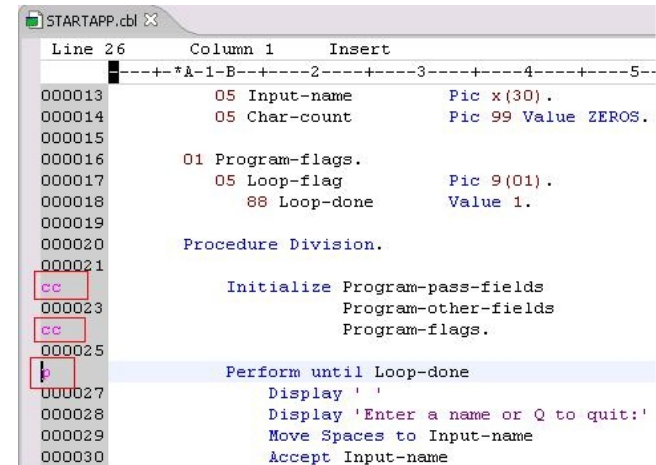 STARTAPP.cbl
Line 26 Column 1 Insert
----+-*A-1-B--+----2----+----3----+----4----+----5--
000013 05 Input-name Pic x(30).
000014 05 Char-count Pic 99 Value ZEROS.
000015
000016 01 Program-flags.
000017 05 Loop-flag Pic 9(01).
000018 88 Loop-done Value 1.
000019
000020 Procedure Division.
000021
cc Initialize Program-pass-fields
000023 Program-other-fields
cc Program-flags.
000025
p Perform until Loop-done
000027 Display ' '
000028 Display 'Enter a name or Q to quit:'
000029 Move Spaces to Input-name
000030 Accept Input-name